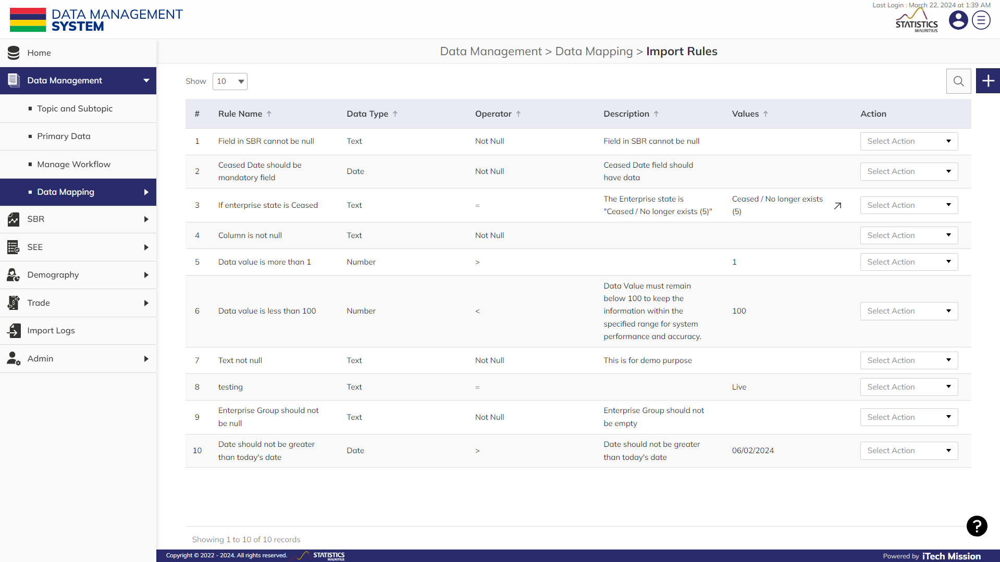 Last Login : March 22, 2024 at 1:39 AM
DATA MANAGEMENT
SYSTEM
STATISTICS
MAURITIUS
Home
Data Management
Topic and Subtopic
Primary Data
Manage Workflow
Data Mapping
SBR
SEE
Demography
Trade
Import Logs
Admin
Data Management > Data Mapping > Import Rules
Show 10
# Rule Name ↑ Data Type ↑ Operator ↑ Description ↑ Values ↑ Action
1 Field in SBR cannot be null Text Not Null Field in SBR cannot be null Select Action
2 Ceased Date should be mandatory field Date Not Null Ceased Date field should have data Select Action
3 If enterprise state is Ceased Text = The Enterprise state is "Ceased / No longer exists (5)" Ceased / No longer exists (5) Select Action
4 Column is not null Text Not Null Select Action
5 Data value is more than 1 Number > 1 Select Action
6 Data value is less than 100 Number < Data Value must remain below 100 to keep the information within the specified range for system performance and accuracy. 100 Select Action
7 Text not null Text Not Null This is for demo purpose Select Action
8 testing Text = Live Select Action
9 Enterprise Group should not be null Text Not Null Enterprise Group should not be empty Select Action
10 Date should not be greater than today's date Date > Date should not be greater than today's date 06/02/2024 Select Action
?
Showing 1 to 10 of 10 records
Copyright © 2022 - 2024. All rights reserved. STATISTICS MAURITIUS
Powered by iTech Mission